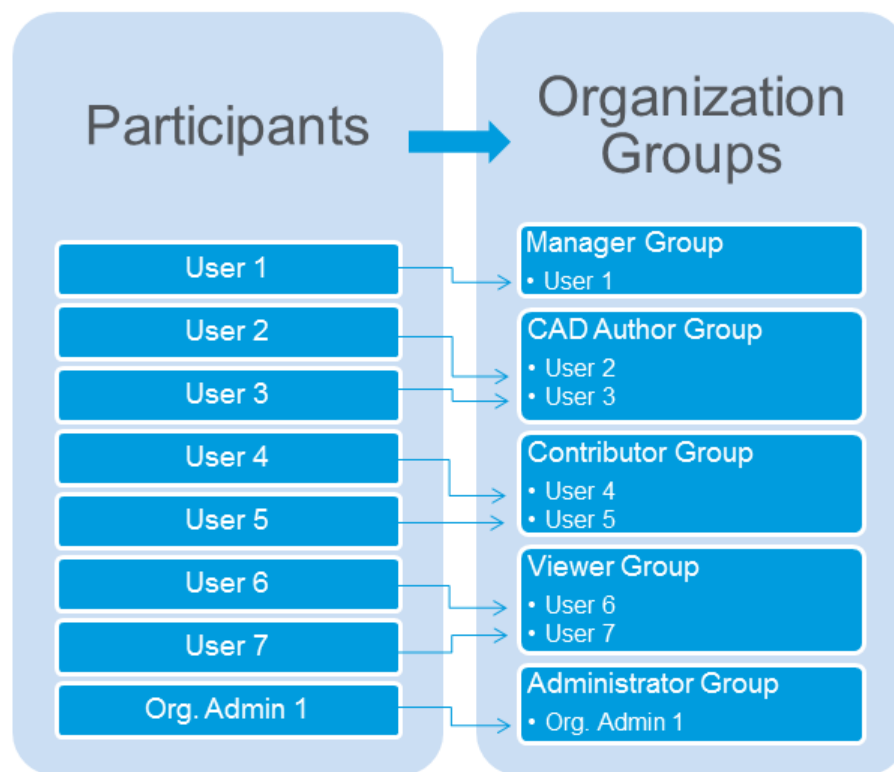 Participants
User 1
User 2
User 3
User 4
User 5
User 6
User 7
Org. Admin 1
Organization
Groups
Manager Group
• User 1
CAD Author Group
• User 2
• User 3
Contributor Group
• User 4
• User 5
Viewer Group
• User 6
• User 7
Administrator Group
• Org. Admin 1